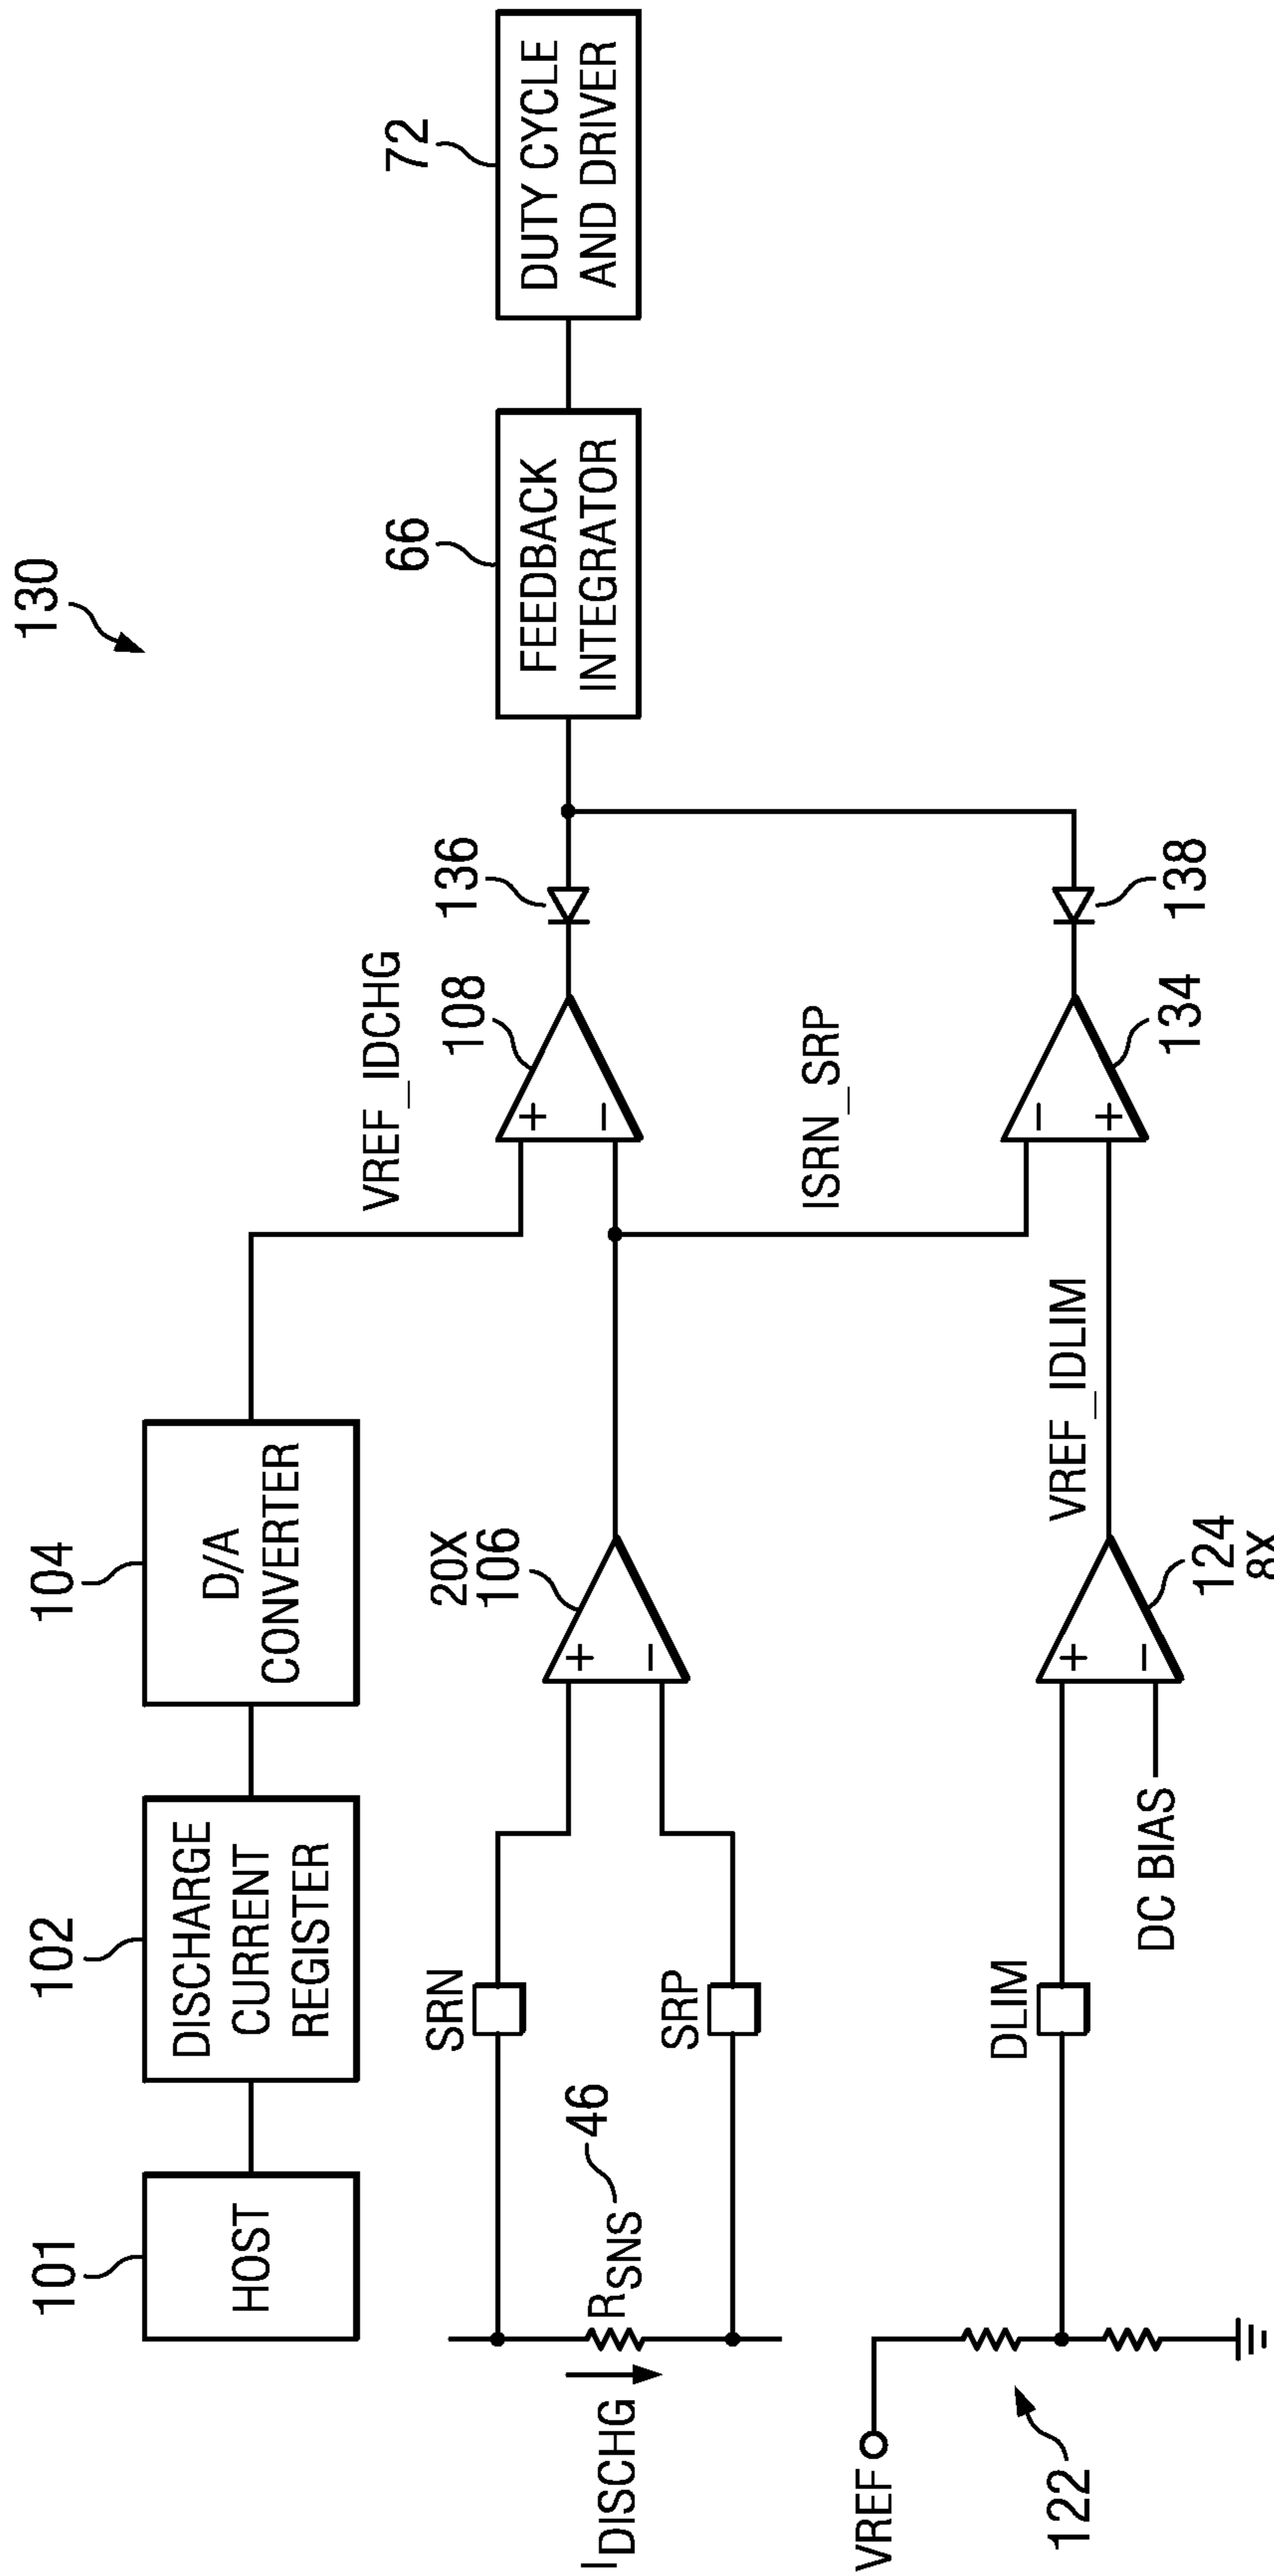 130
101
HOST
102
DISCHARGE
CURRENT
REGISTER
104
D/A
CONVERTER
VREF_IDCHG
IDISCHG
RSNS
46
SRN
SRP
20X
106
+
−
108
+
−
136
66
FEEDBACK
INTEGRATOR
72
DUTY CYCLE
AND DRIVER
ISRN_SRP
VREF
122
DLIM
DC BIAS
+
−
124
8X
VREF_IDLIM
−
+
134
138